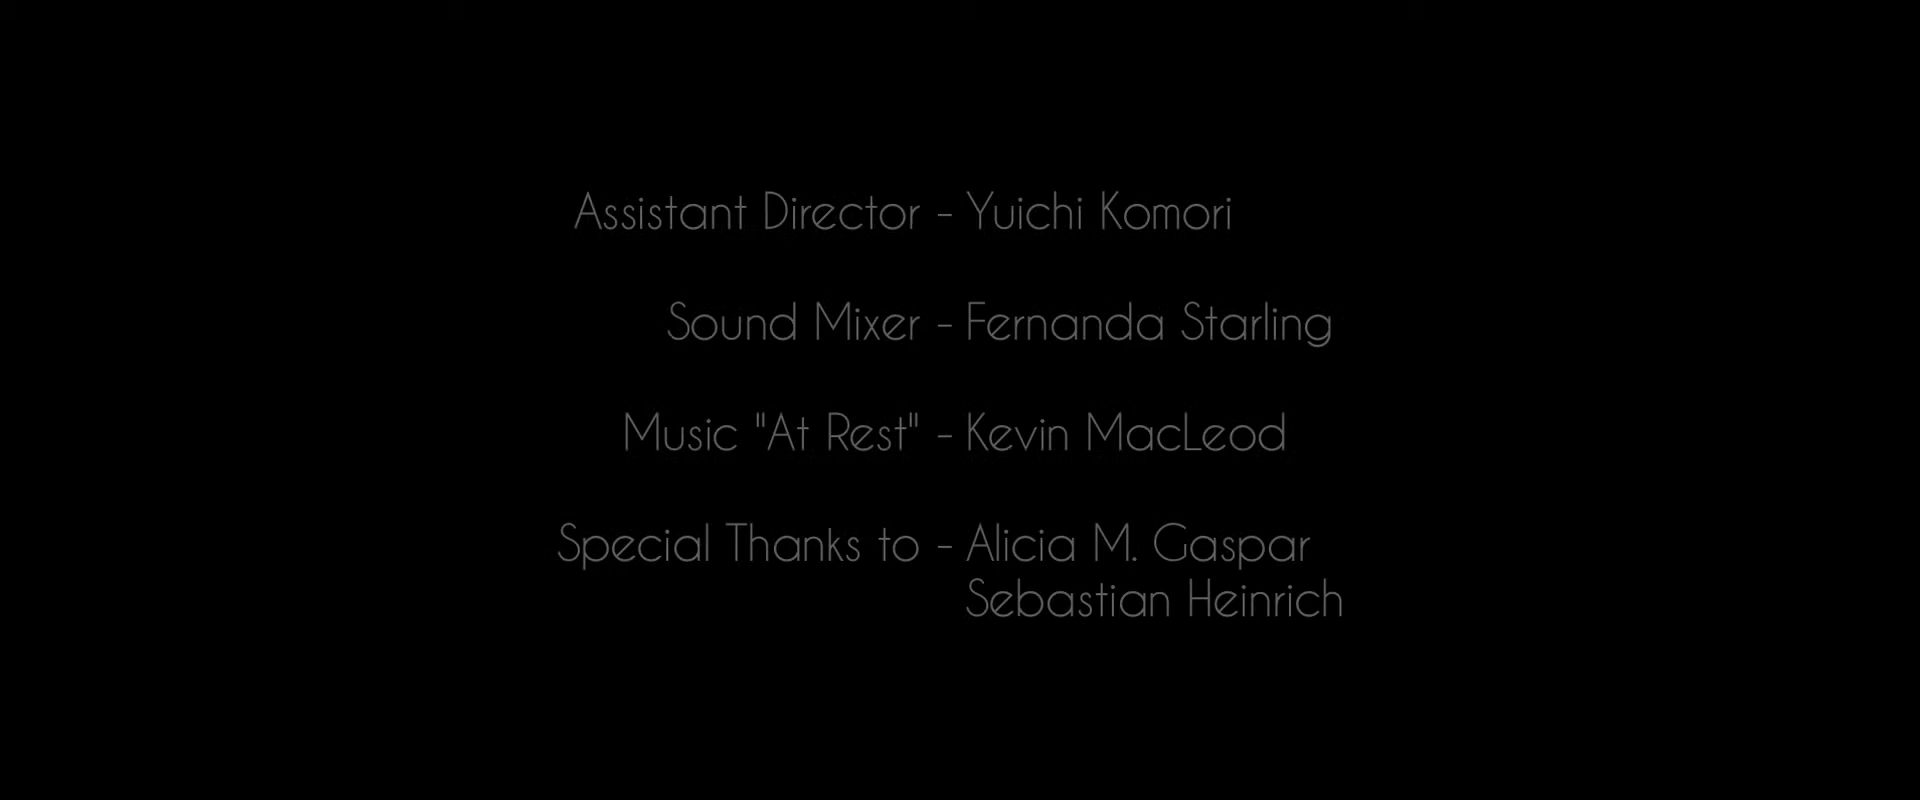 Assistant Director - Yuichi Komori
Sound Mixer - Fernanda Starling
Music "At Rest" - Kevin MacLeod
Special Thanks to - Alicia M. Gaspar
Sebastian Heinrich